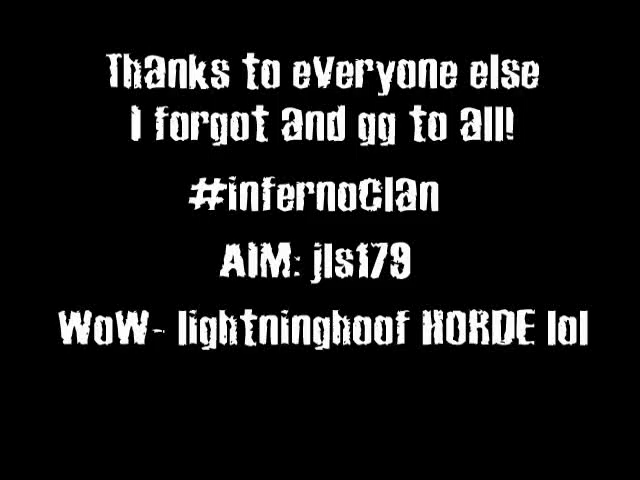 Thanks to eVeryone else
I forgot and gg to all!
#infernoClan
AIM: jls179
WoW- lightninghoof HORDE lol